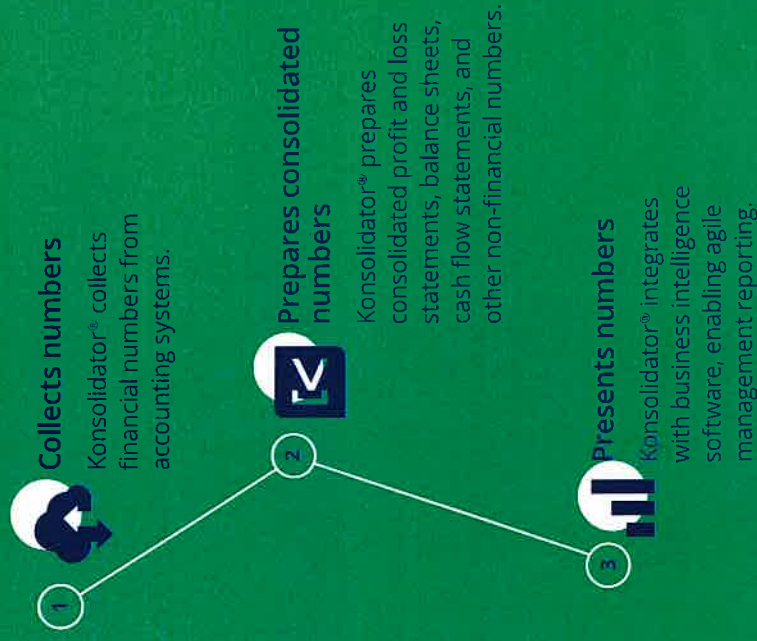 1
Collects numbers
Konsolidator® collects
financial numbers from
accounting systems.
2
Prepares consolidated
numbers
Konsolidator® prepares
consolidated profit and loss
statements, balance sheets,
cash flow statements, and
other non-financial numbers.
3
Presents numbers
Konsolidator® integrates
with business intelligence
software, enabling agile
management reporting.